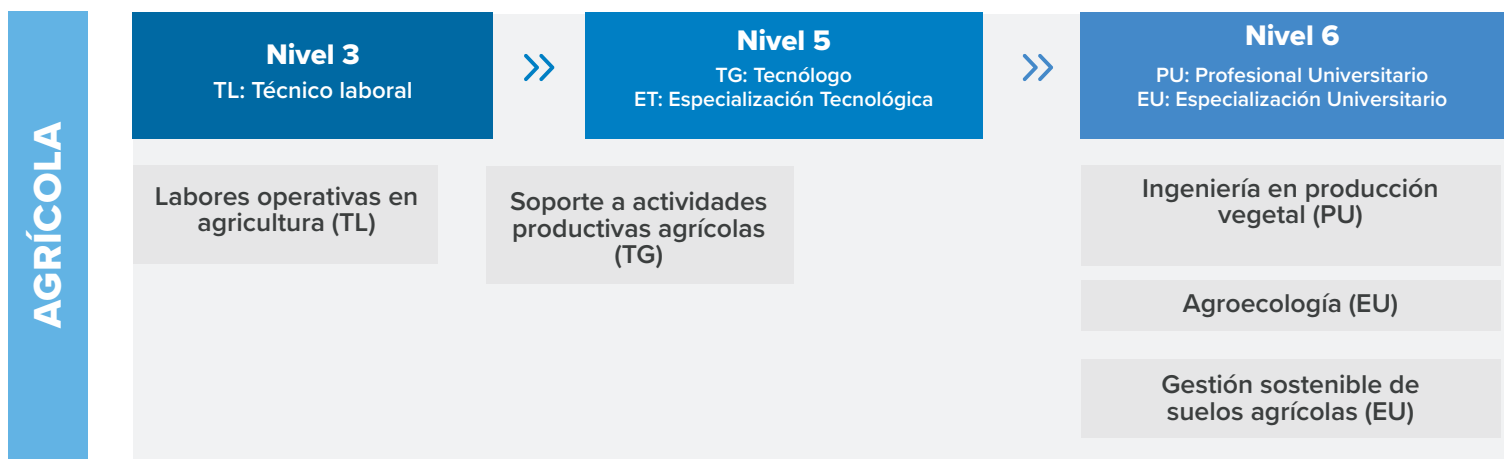 AGRÍCOLA
Nivel 3
TL: Técnico laboral
Nivel 5
TG: Tecnólogo
ET: Especialización Tecnológica
Nivel 6
PU: Profesional Universitario
EU: Especialización Universitario
Labores operativas en
agricultura (TL)
Soporte a actividades
productivas agrícolas
(TG)
Ingeniería en producción
vegetal (PU)
Agroecología (EU)
Gestión sostenible de
suelos agrícolas (EU)